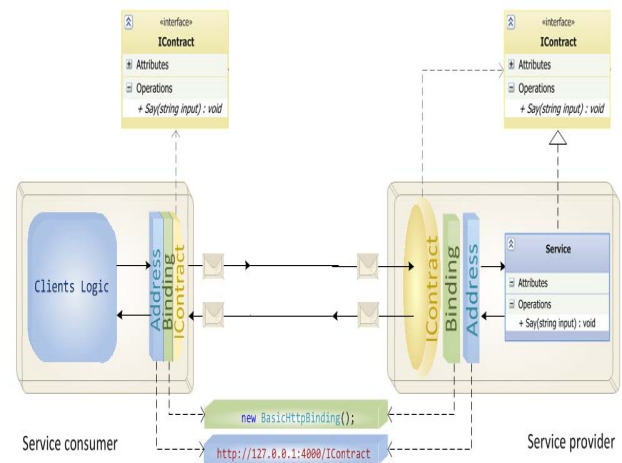 «interface»
IContract
Attributes
Operations
+ Say(string input) : void
«interface»
IContract
Attributes
Operations
+ Say(string input) : void
Clients Logic
Address
Binding
IContract
IContract
Binding
Address
Service
Attributes
Operations
+ Say(string input) : void
new BasicHttpBinding();
http://127.0.0.1:4000/IContract
Service consumer
Service provider